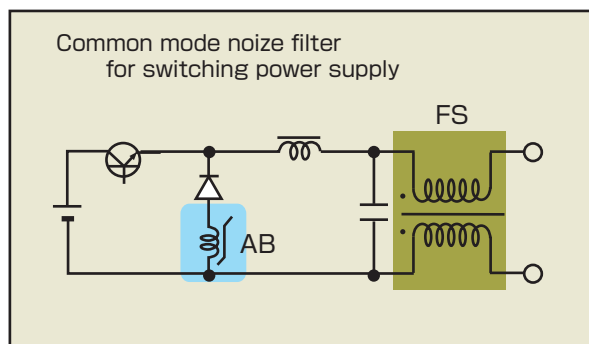 Common mode noize filter
for switching power supply
FS
AB